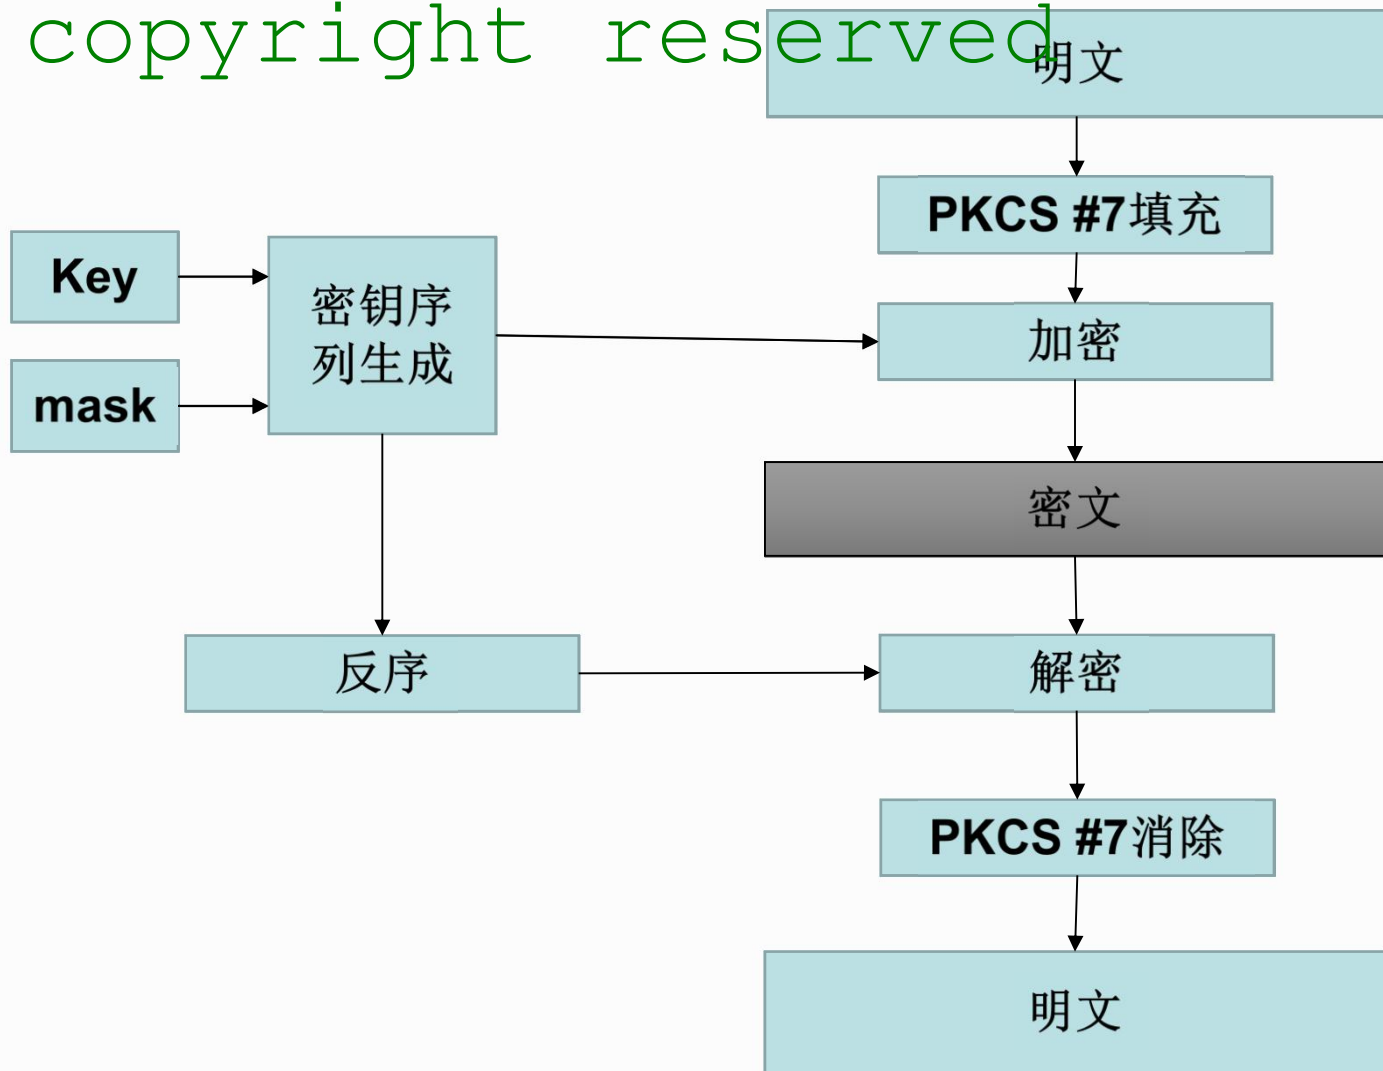 copyright reserved
明文
PKCS #7填充
Key
密钥序
列生成
加密
mask
密文
反序
解密
PKCS #7消除
明文